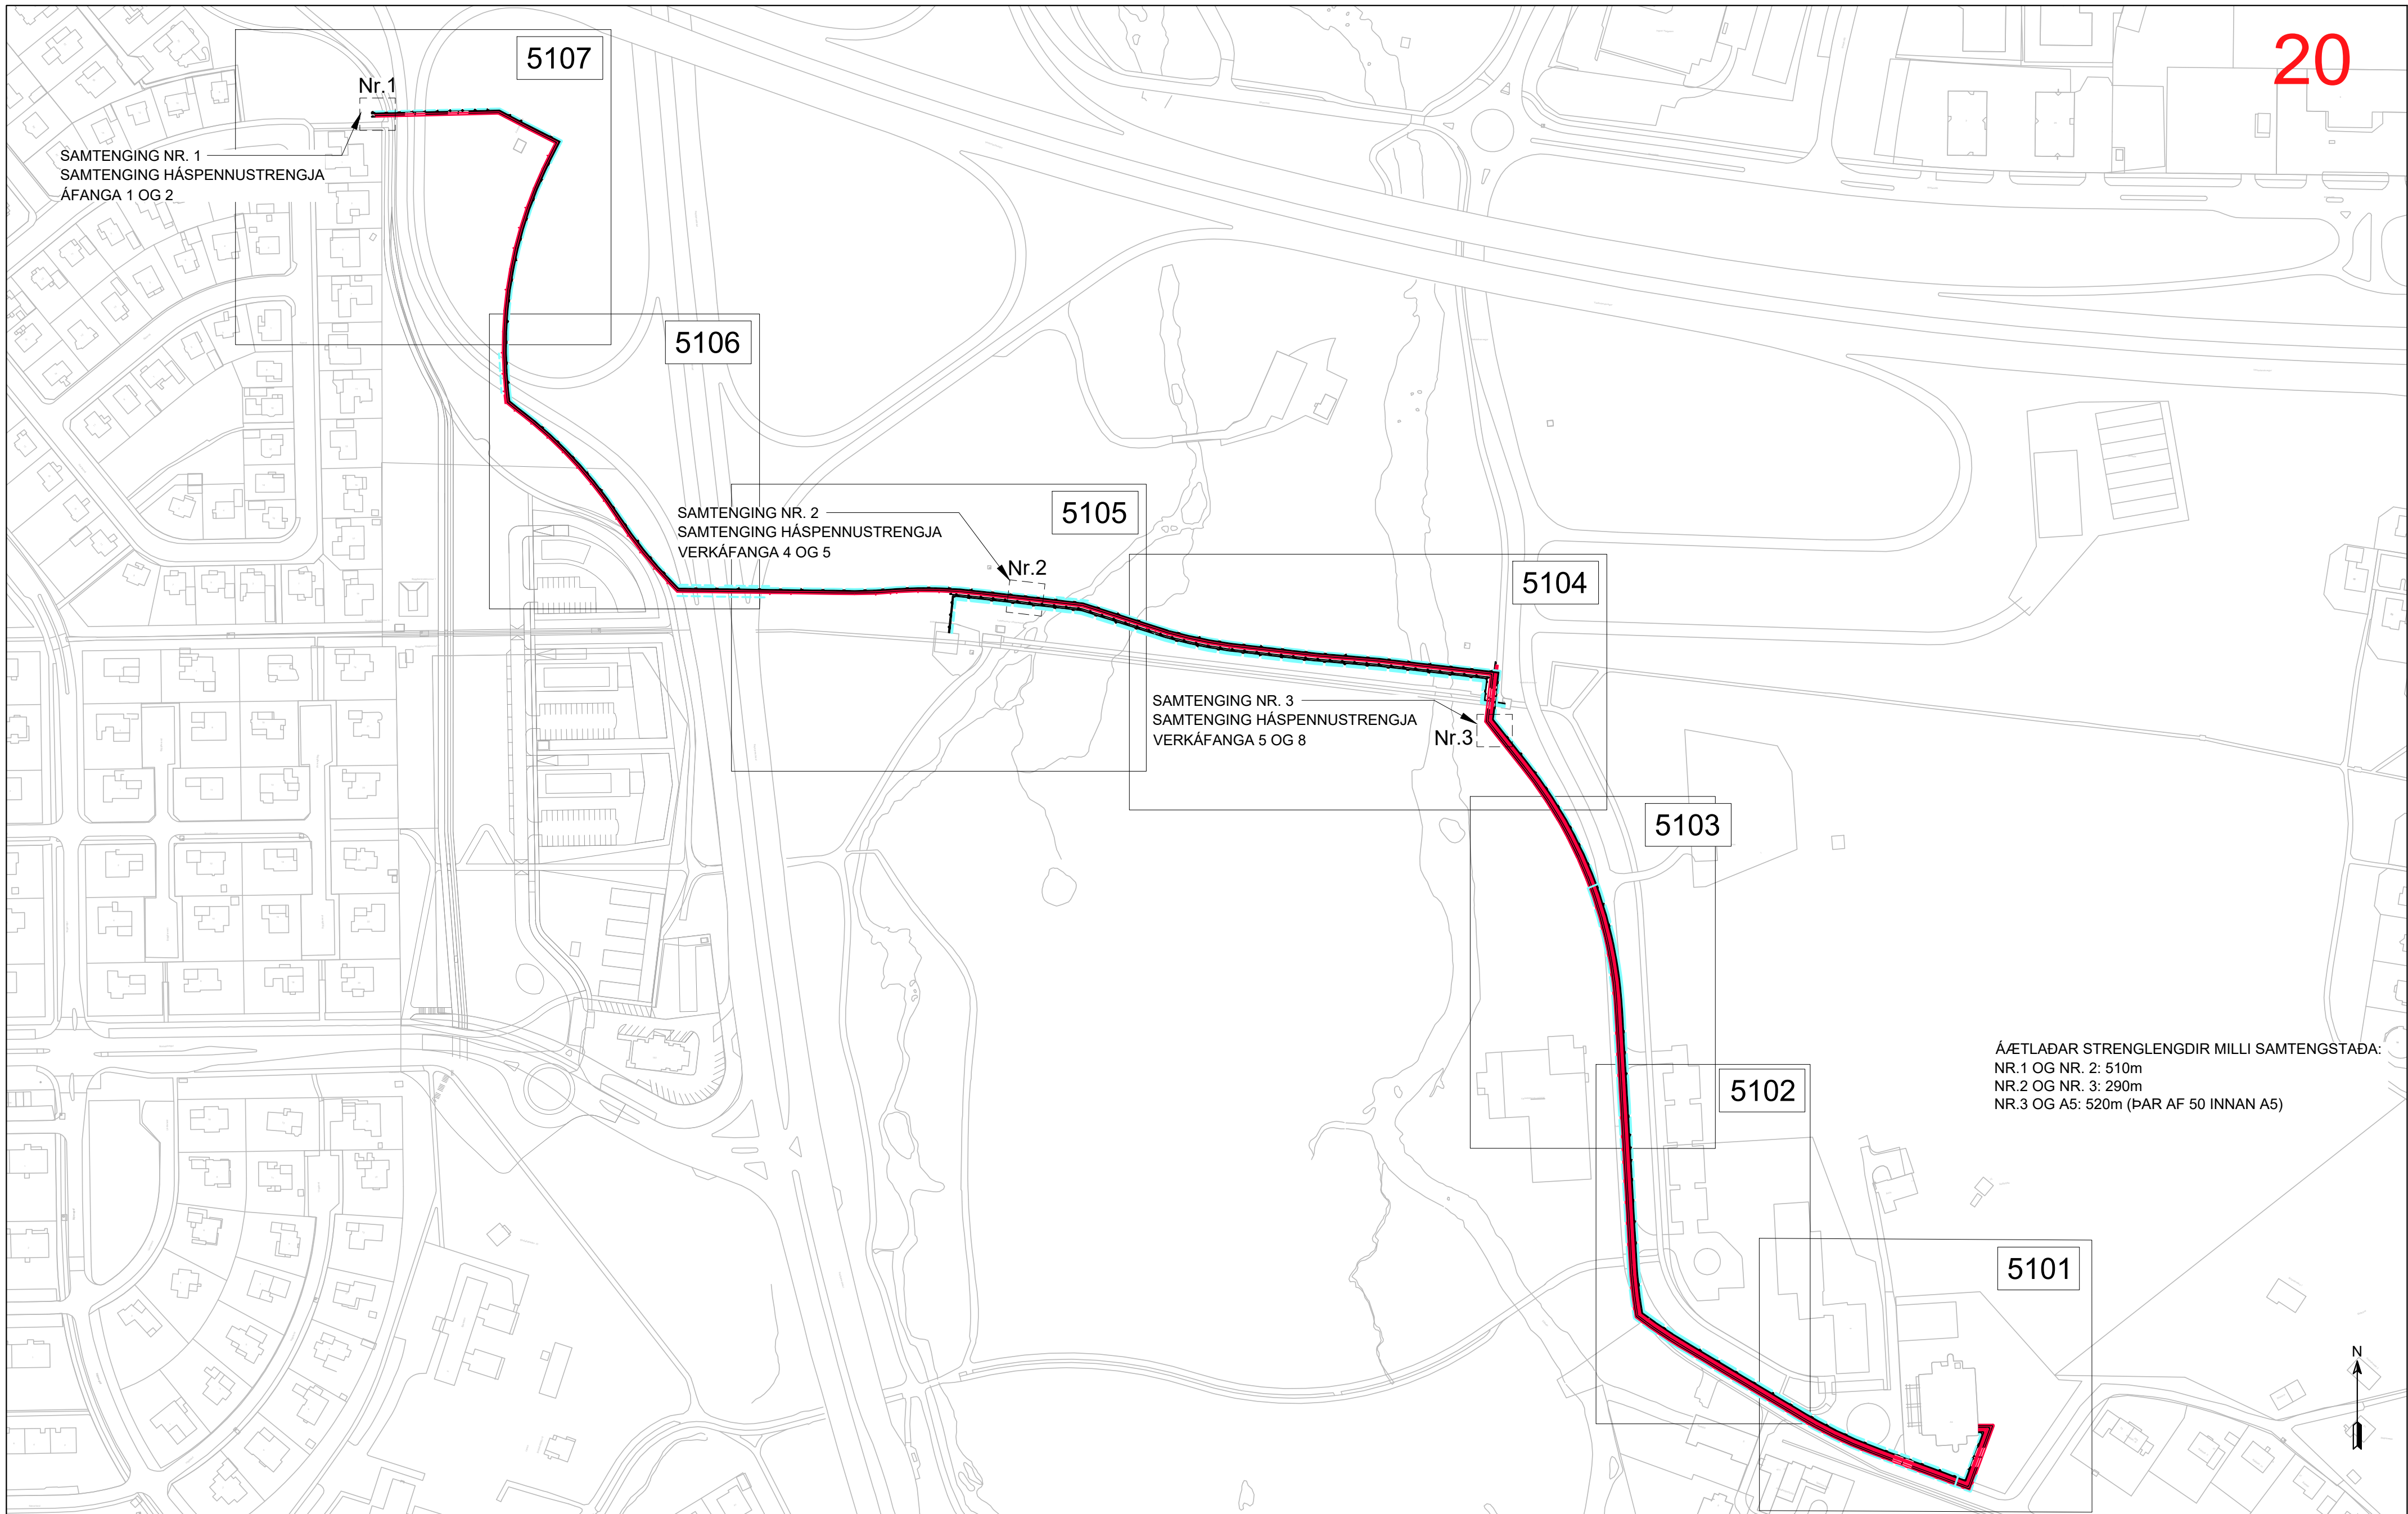 20
5107
Nr.1
SAMTENGING NR. 1
SAMTENGING HÁSPENNUSTRENGJA
ÁFANGA 1 OG 2
5106
SAMTENGING NR. 2
SAMTENGING HÁSPENNUSTRENGJA
VERKÁFANGA 4 OG 5
5105
Nr.2
5104
SAMTENGING NR. 3
SAMTENGING HÁSPENNUSTRENGJA
VERKÁFANGA 5 OG 8
Nr.3
5103
ÁÆTLAÐAR STRENGLENGDIR MILLI SAMTENGSTAÐA:
NR.1 OG NR. 2: 510m
NR.2 OG NR. 3: 290m
NR.3 OG A5: 520m (ÞAR AF 50 INNAN A5)
5102
5101
N